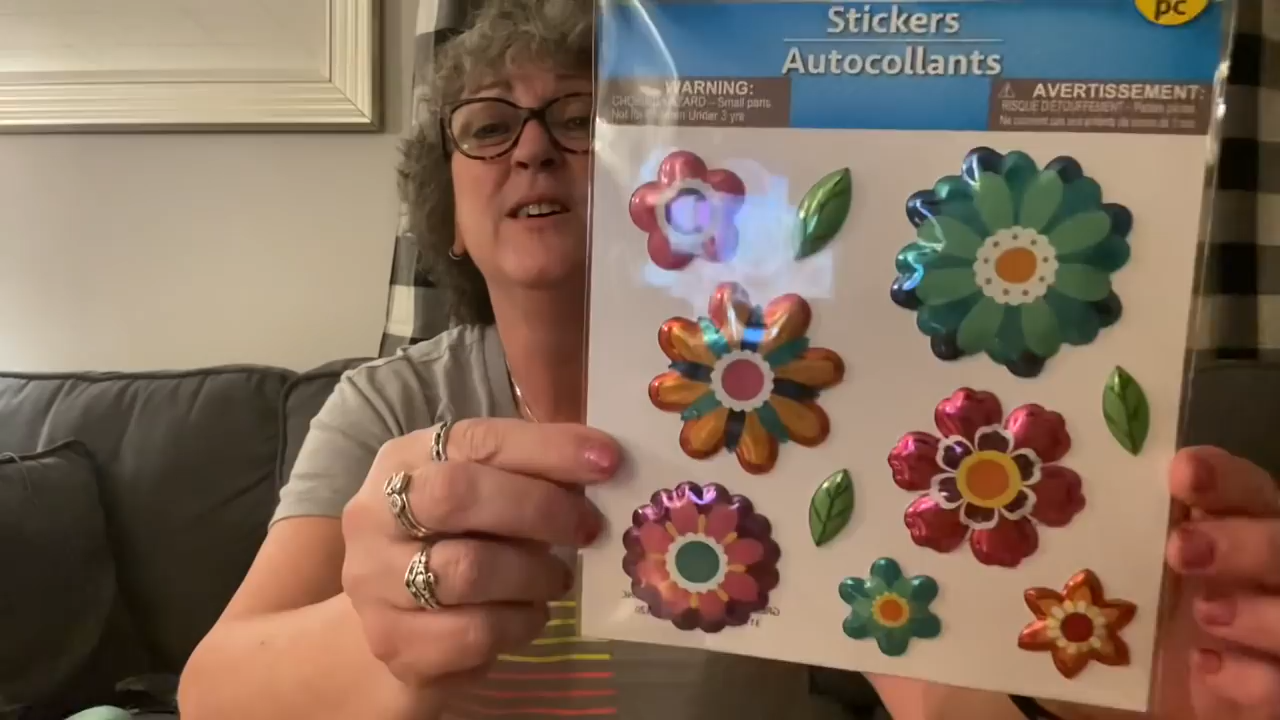 pc
Stickers
Autocollants
WARNING:
CHOKING HAZARD – Small parts
Not for Children Under 3 yrs
⚠ AVERTISSEMENT:
RISQUE D'ÉTOUFFEMENT – Petites pièces